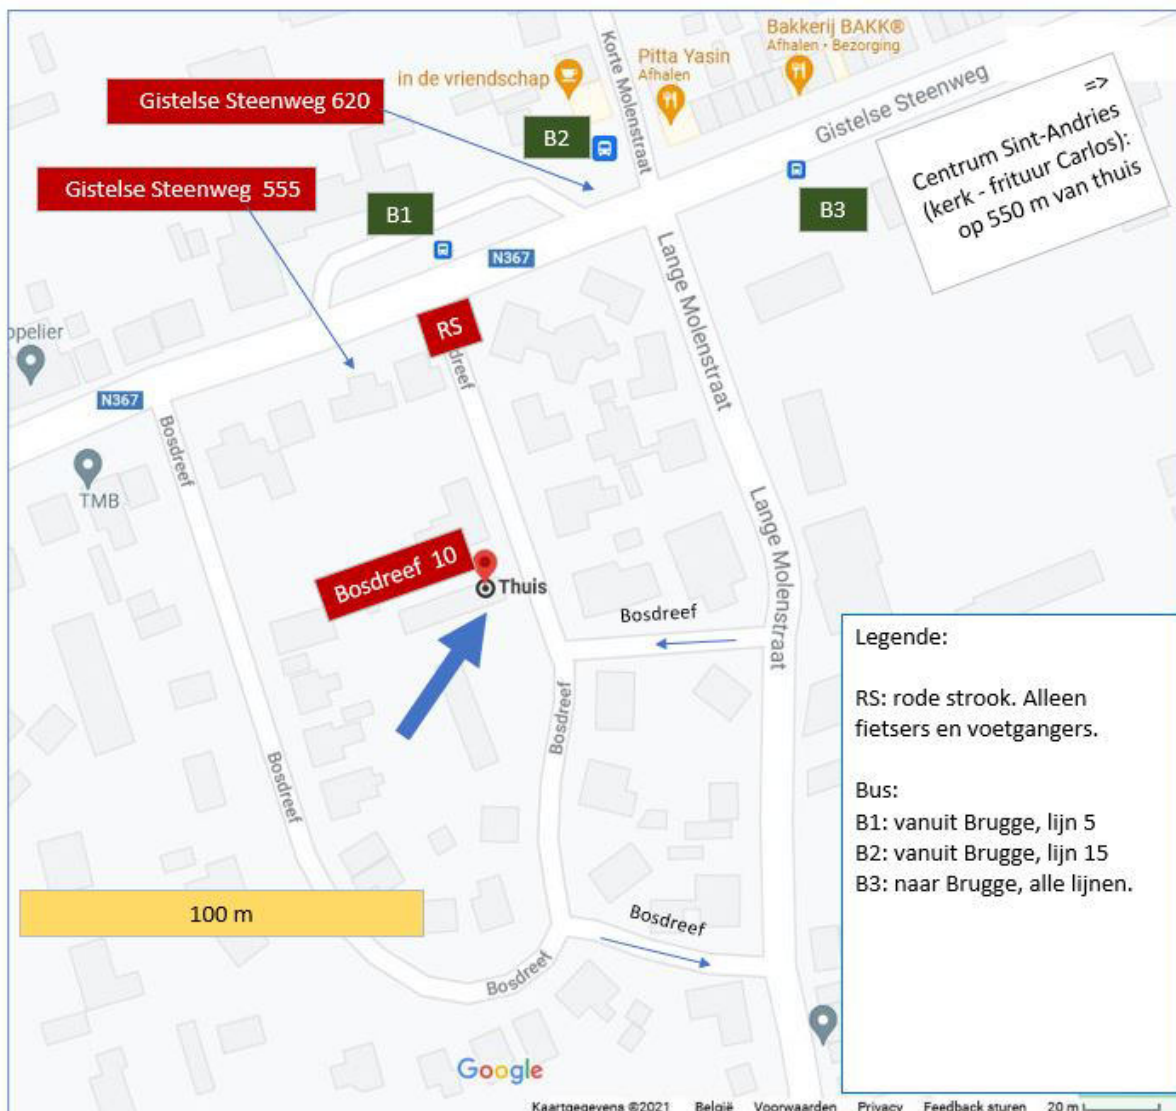 Bakkerij BAKK®
Afhalen • Bezorging
Korte Molenstraat
Pitta Yasin
Afhalen
in de vriendschap
Gistelse Steenweg
=>
Centrum Sint-Andries
(kerk - frituur Carlos):
op 550 m van thuis
Gistelse Steenweg 620
B2
Gistelse Steenweg 555
B1
B3
N367
Lange Molenstraat
RS
dreef
ppelier
N367
Bosdreef
TMB
Lange Molenstraat
Bosdreef 10
Thuis
Bosdreef
Legende:
RS: rode strook. Alleen
fietsers en voetgangers.
Bus:
B1: vanuit Brugge, lijn 5
B2: vanuit Brugge, lijn 15
B3: naar Brugge, alle lijnen.
Bosdreef
Bosdreef
100 m
Bosdreef
Bosdreef
Google
Kaartgegevens ©2021 België Voorwaarden Privacy Feedback sturen 20 m